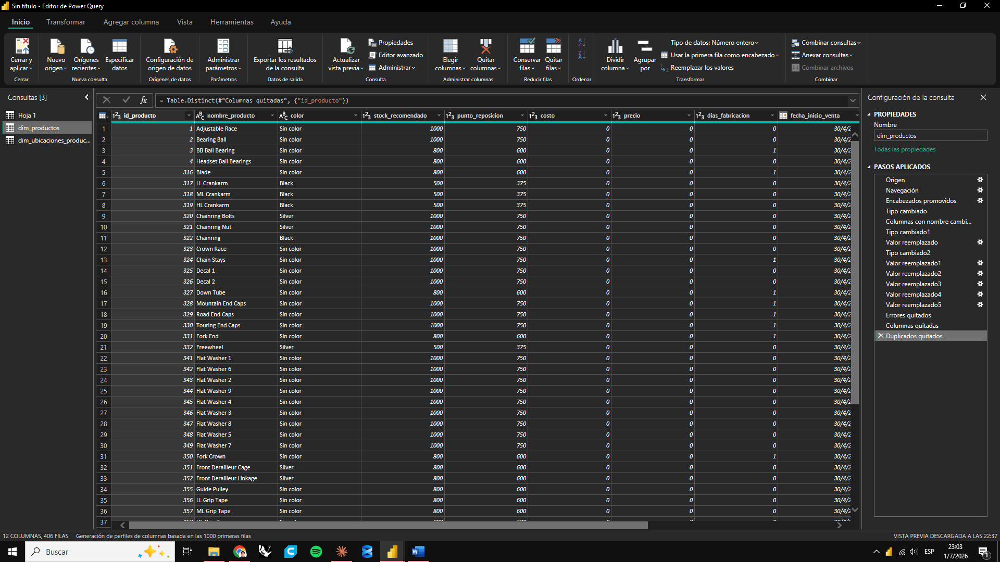 Sin título - Editor de Power Query
Inicio Transformar Agregar columna Vista Herramientas Ayuda
Cerrar y aplicar
Cerrar
Nuevo origen
Orígenes recientes
Especificar datos
Nueva consulta
Configuración de origen de datos
Orígenes de datos
Administrar parámetros
Parámetros
Exportar los resultados de la consulta
Datos de salida
Actualizar vista previa
Propiedades
Editor avanzado
Administrar
Consulta
Elegir columnas
Quitar columnas
Administrar columnas
Conservar filas
Quitar filas
Reducir filas
Ordenar
Dividir columna
Agrupar por
Tipo de datos: Número entero
Usar la primera fila como encabezado
Reemplazar los valores
Transformar
Combinar consultas
Anexar consultas
Combinar archivos
Combinar
Consultas [3]
Hoja 1
dim_productos
dim_ubicaciones_produc...
fx = Table.Distinct(#"Columnas quitadas", {"id_producto"})
id_producto nombre_producto color stock_recomendado punto_reposicion costo precio dias_fabricacion fecha_inicio_venta
1 1 Adjustable Race Sin color 1000 750 0 0 0 30/4/2
2 2 Bearing Ball Sin color 1000 750 0 0 0 30/4/2
3 3 BB Ball Bearing Sin color 800 600 0 0 1 30/4/2
4 4 Headset Ball Bearings Sin color 800 600 0 0 0 30/4/2
5 316 Blade Sin color 800 600 0 0 1 30/4/2
6 317 LL Crankarm Black 500 375 0 0 0 30/4/2
7 318 ML Crankarm Black 500 375 0 0 0 30/4/2
8 319 HL Crankarm Black 500 375 0 0 0 30/4/2
9 320 Chainring Bolts Silver 1000 750 0 0 0 30/4/2
10 321 Chainring Nut Silver 1000 750 0 0 0 30/4/2
11 322 Chainring Black 1000 750 0 0 0 30/4/2
12 323 Crown Race Sin color 1000 750 0 0 0 30/4/2
13 324 Chain Stays Sin color 1000 750 0 0 1 30/4/2
14 325 Decal 1 Sin color 1000 750 0 0 0 30/4/2
15 326 Decal 2 Sin color 1000 750 0 0 0 30/4/2
16 327 Down Tube Sin color 800 600 0 0 1 30/4/2
17 328 Mountain End Caps Sin color 1000 750 0 0 1 30/4/2
18 329 Road End Caps Sin color 1000 750 0 0 1 30/4/2
19 330 Touring End Caps Sin color 1000 750 0 0 1 30/4/2
20 331 Fork End Sin color 800 600 0 0 1 30/4/2
21 332 Freewheel Silver 500 375 0 0 0 30/4/2
22 341 Flat Washer 1 Sin color 1000 750 0 0 0 30/4/2
23 342 Flat Washer 6 Sin color 1000 750 0 0 0 30/4/2
24 343 Flat Washer 2 Sin color 1000 750 0 0 0 30/4/2
25 344 Flat Washer 9 Sin color 1000 750 0 0 0 30/4/2
26 345 Flat Washer 4 Sin color 1000 750 0 0 0 30/4/2
27 346 Flat Washer 3 Sin color 1000 750 0 0 0 30/4/2
28 347 Flat Washer 8 Sin color 1000 750 0 0 0 30/4/2
29 348 Flat Washer 5 Sin color 1000 750 0 0 0 30/4/2
30 349 Flat Washer 7 Sin color 1000 750 0 0 0 30/4/2
31 350 Fork Crown Sin color 800 600 0 0 1 30/4/2
32 351 Front Derailleur Cage Silver 800 600 0 0 0 30/4/2
33 352 Front Derailleur Linkage Silver 800 600 0 0 0 30/4/2
34 355 Guide Pulley Sin color 800 600 0 0 0 30/4/2
35 356 LL Grip Tape Sin color 800 600 0 0 0 30/4/2
36 357 ML Grip Tape Sin color 800 600 0 0 0 30/4/2
37
Configuración de la consulta
PROPIEDADES
Nombre
dim_productos
Todas las propiedades
PASOS APLICADOS
Origen
Navegación
Encabezados promovidos
Tipo cambiado
Columnas con nombre cambi...
Tipo cambiado1
Valor reemplazado
Tipo cambiado2
Valor reemplazado1
Valor reemplazado2
Valor reemplazado3
Valor reemplazado4
Valor reemplazado5
Errores quitados
Columnas quitadas
Duplicados quitados
12 COLUMNAS, 406 FILAS Generación de perfiles de columnas basada en las 1000 primeras filas
VISTA PREVIA DESCARGADA A LAS 22:37
Buscar
ESP
23:03
1/7/2026
1